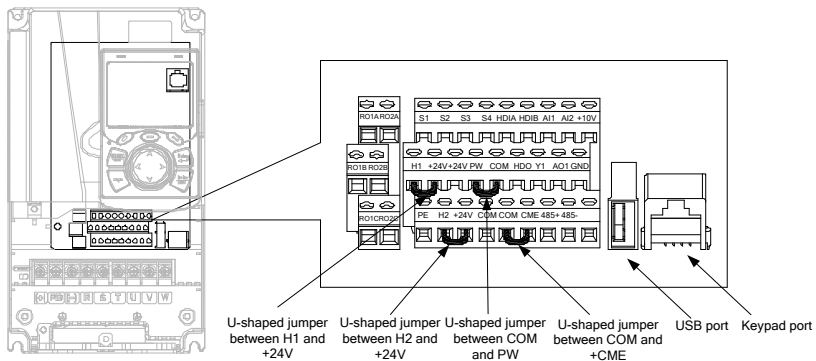 RO1A RO2A
S1 S2 S3 S4 HDIA HDIB AI1 AI2 +10V
RO1B RO2B
H1 +24V +24V PW COM HDO Y1 AO1 GND
RO1C RO2C
PE H2 +24V COM COM CME 485+ 485-
(+) PB (-) R S T U V W
U-shaped jumper
between H1 and
+24V
U-shaped jumper
between H2 and
+24V
U-shaped jumper
between COM
and PW
U-shaped jumper
between COM and
+CME
USB port
Keypad port